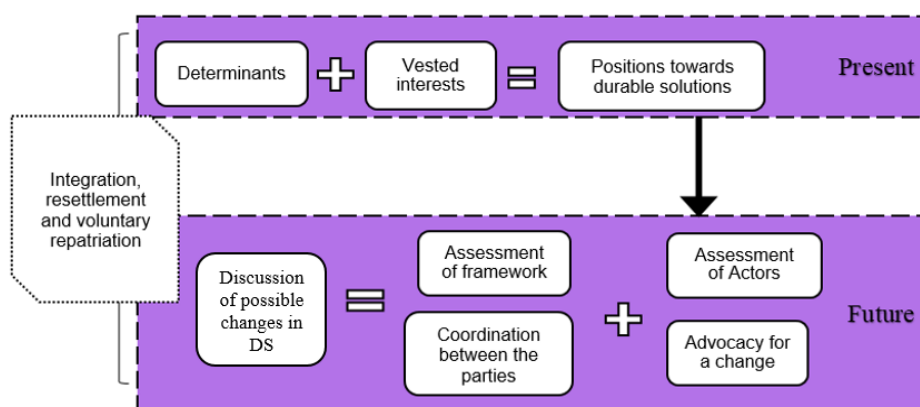 Determinants
Vested
interests
Positions towards
durable solutions
Present
Integration,
resettlement
and voluntary
repatriation
Discussion
of possible
changes in
DS
Assessment
of framework
Coordination
between the
parties
Assessment
of Actors
Advocacy for
a change
Future